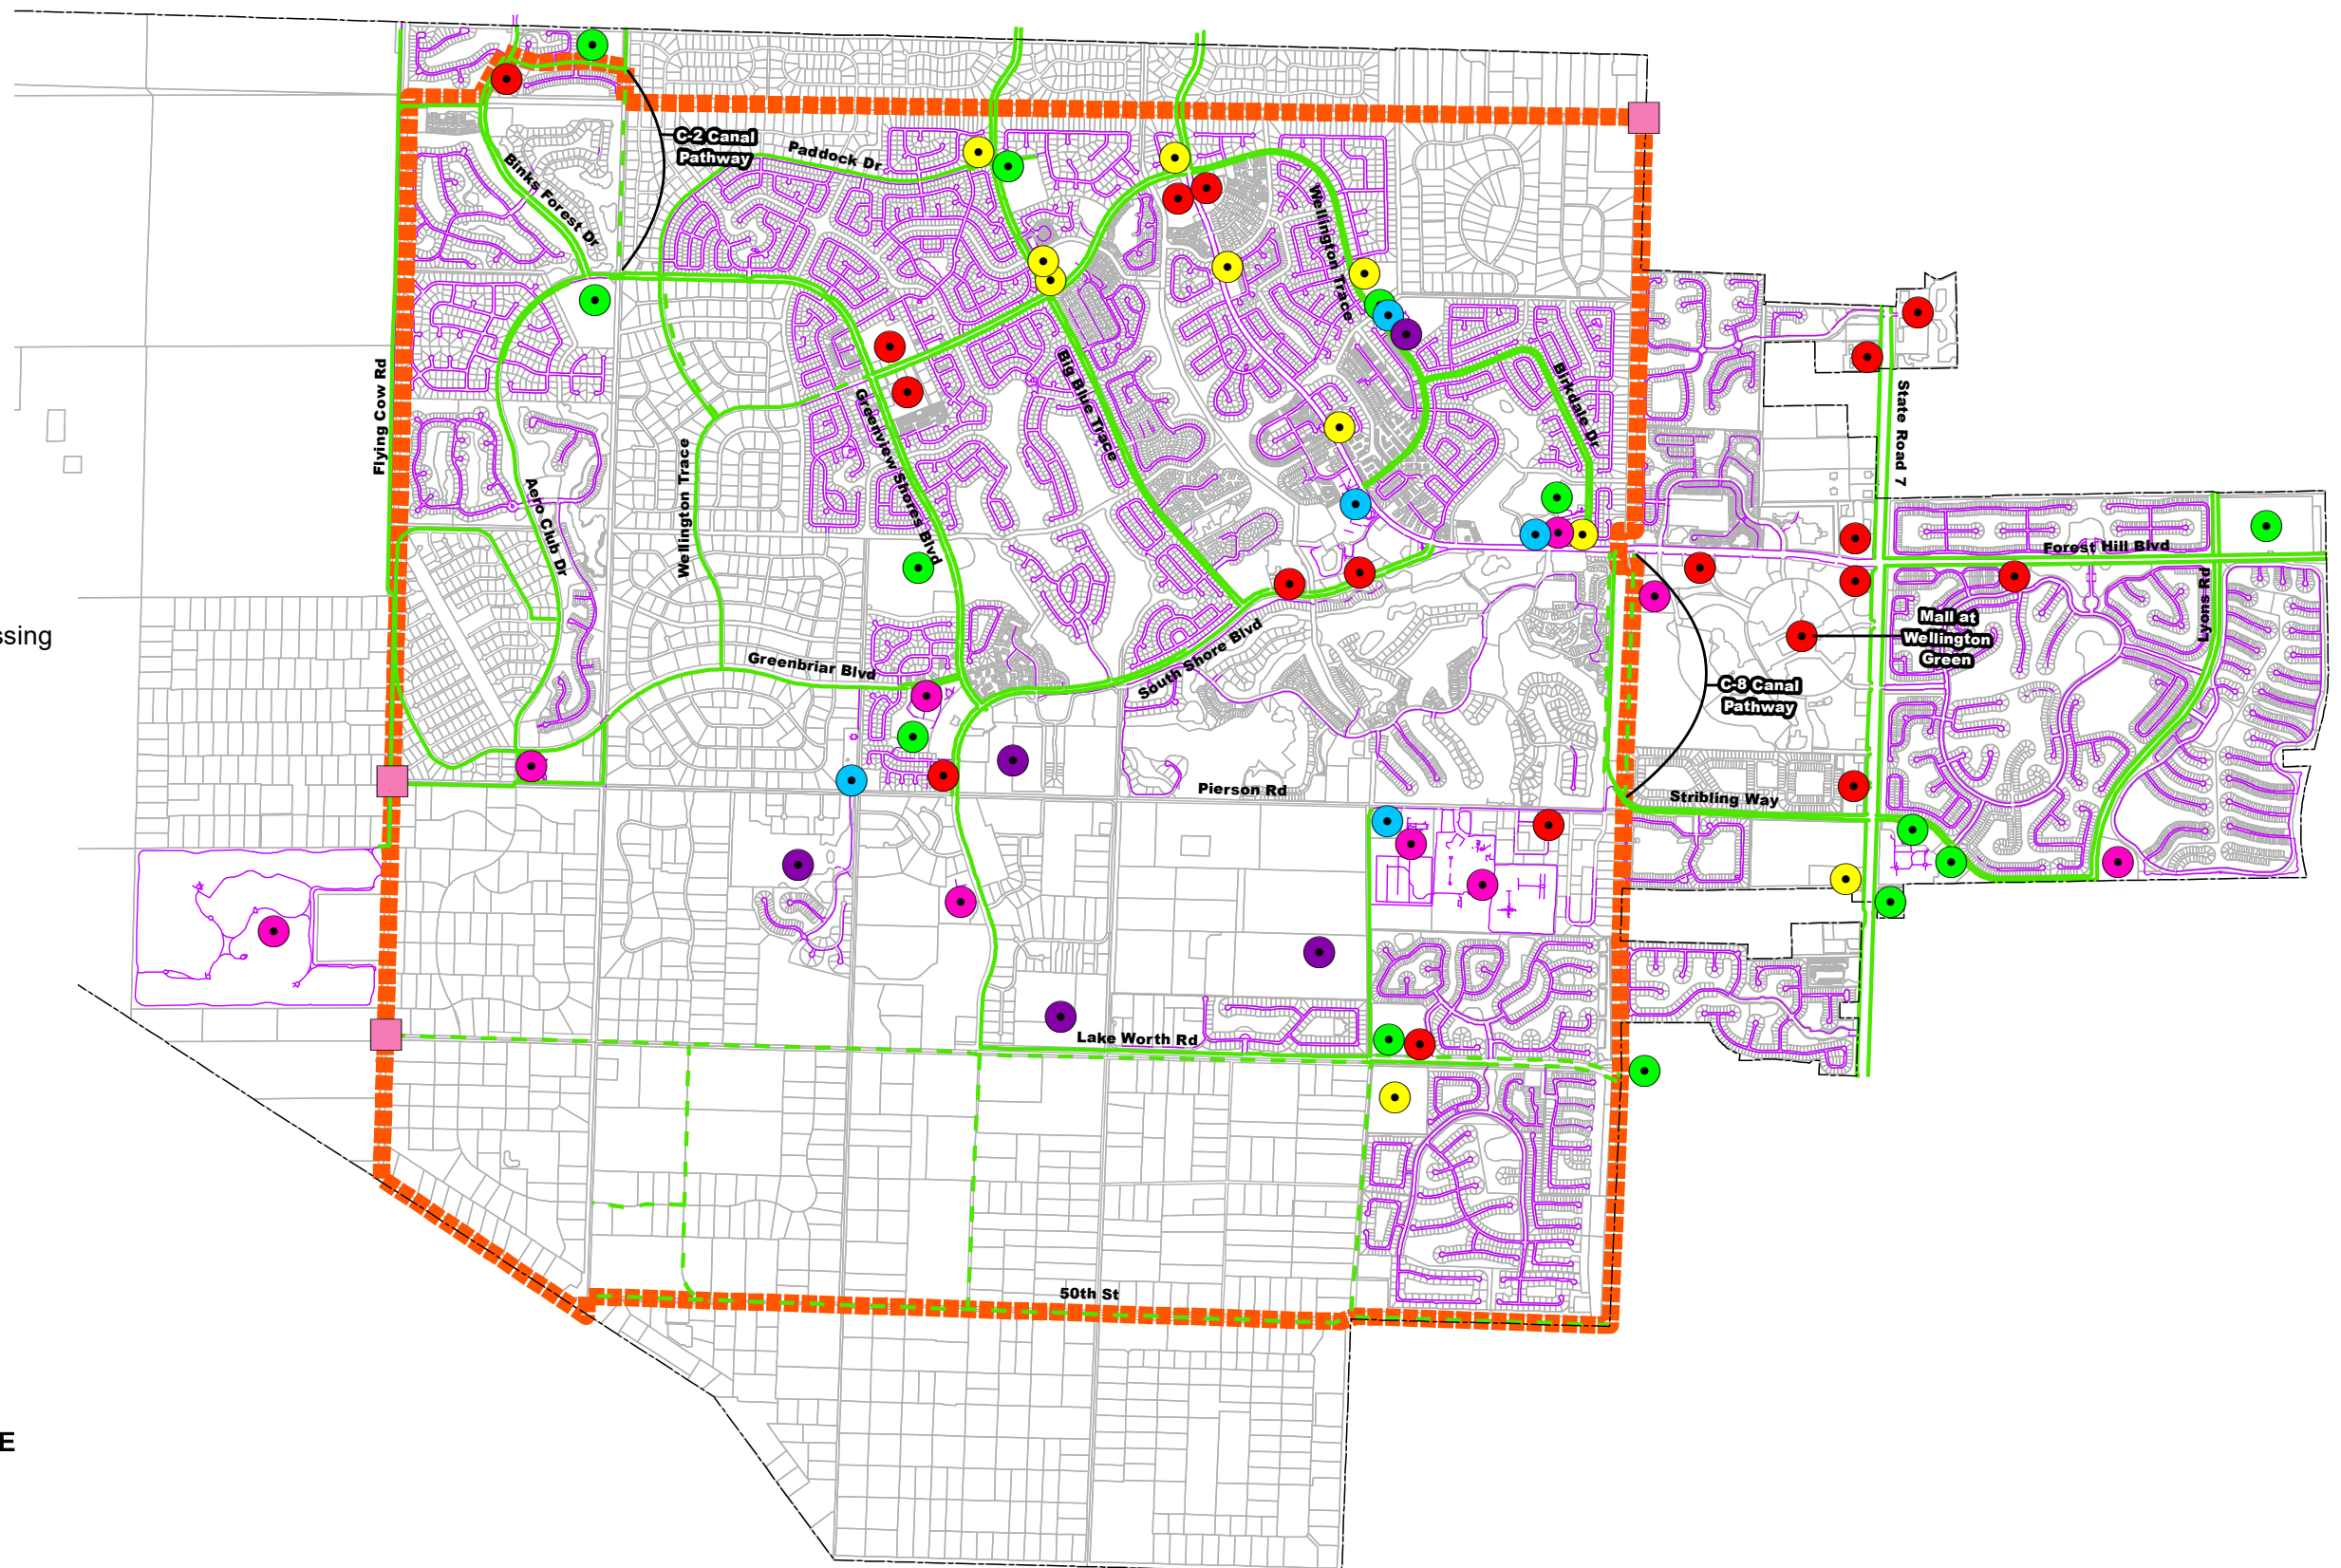 C-2 Canal
Pathway
Paddock Dr
Binks Forest Dr
Wellington Trace
Flying Cow Rd
Big Blue Trace
Birkdale Dr
State Road 7
Greenview Shores Blvd
Wellington Trace
Aero Club Dr
Forest Hill Blvd
Lyons Rd
ssing
Mall at
Wellington
Green
South Shore Blvd
Greenbriar Blvd
C-8 Canal
Pathway
Pierson Rd
Stribling Way
Lake Worth Rd
50th St
E